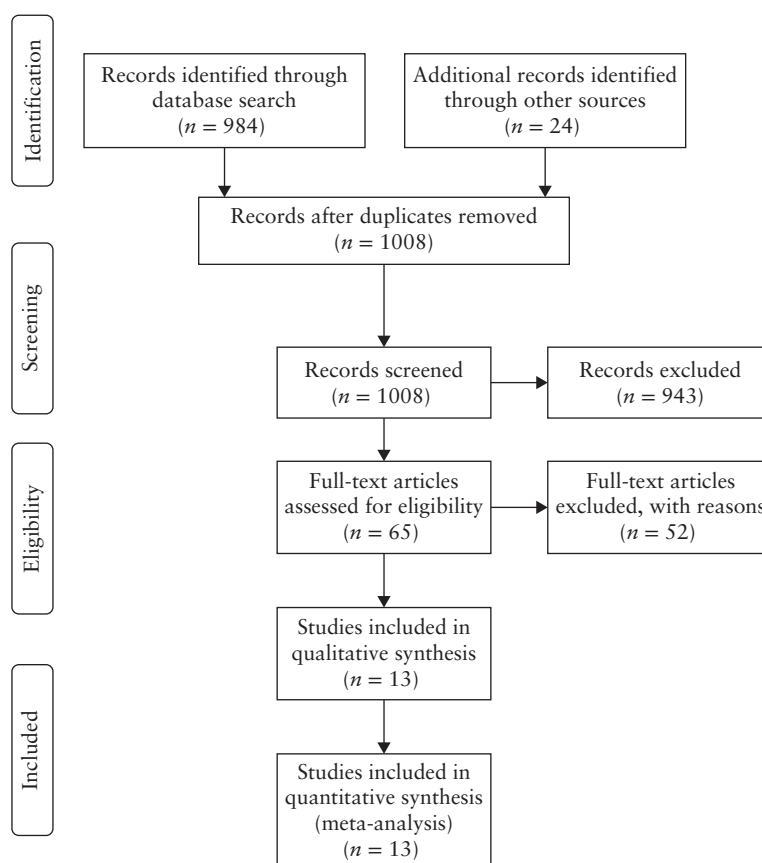 Identification
Records identified through
database search
(n = 984)
Additional records identified
through other sources
(n = 24)
Records after duplicates removed
(n = 1008)
Screening
Records screened
(n = 1008)
Records excluded
(n = 943)
Eligibility
Full-text articles
assessed for eligibility
(n = 65)
Full-text articles
excluded, with reasons
(n = 52)
Studies included in
qualitative synthesis
(n = 13)
Included
Studies included in
quantitative synthesis
(meta-analysis)
(n = 13)